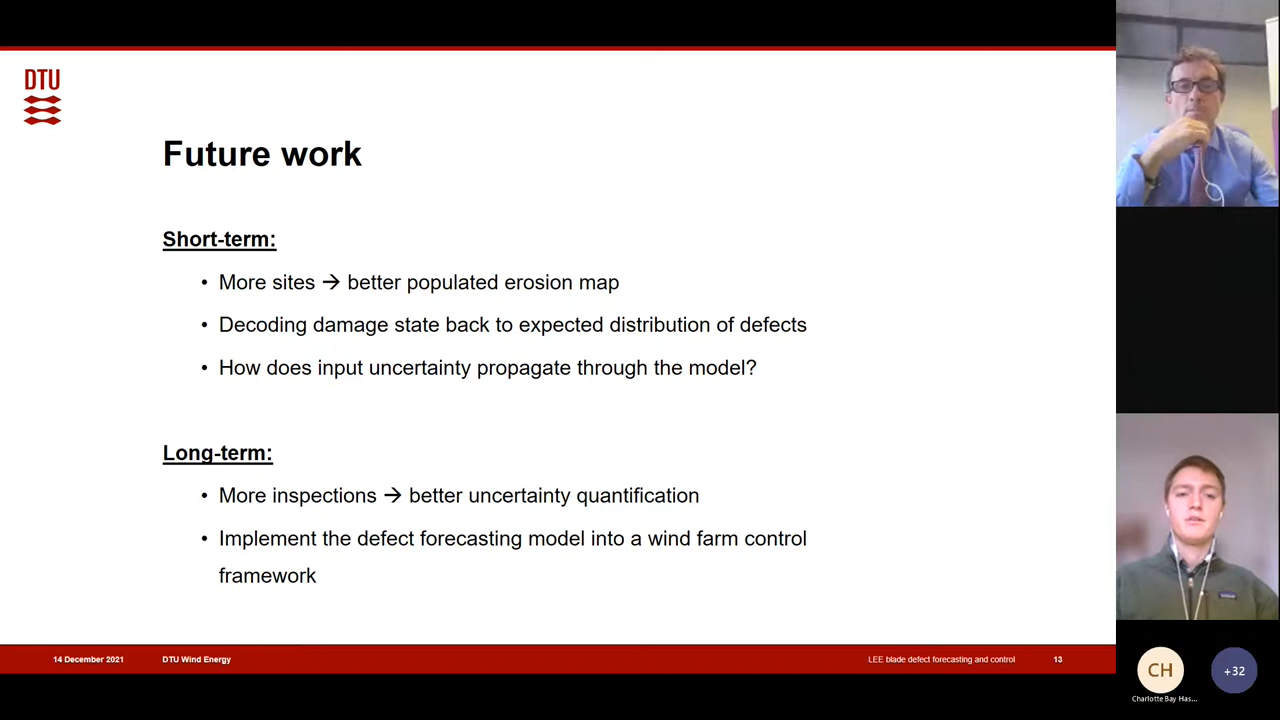 DTU
Future work
Short-term:
• More sites → better populated erosion map
• Decoding damage state back to expected distribution of defects
• How does input uncertainty propagate through the model?
Long-term:
• More inspections → better uncertainty quantification
• Implement the defect forecasting model into a wind farm control
framework
14 December 2021 DTU Wind Energy LEE blade defect forecasting and control 13
CH
+32
Charlotte Bay Has...